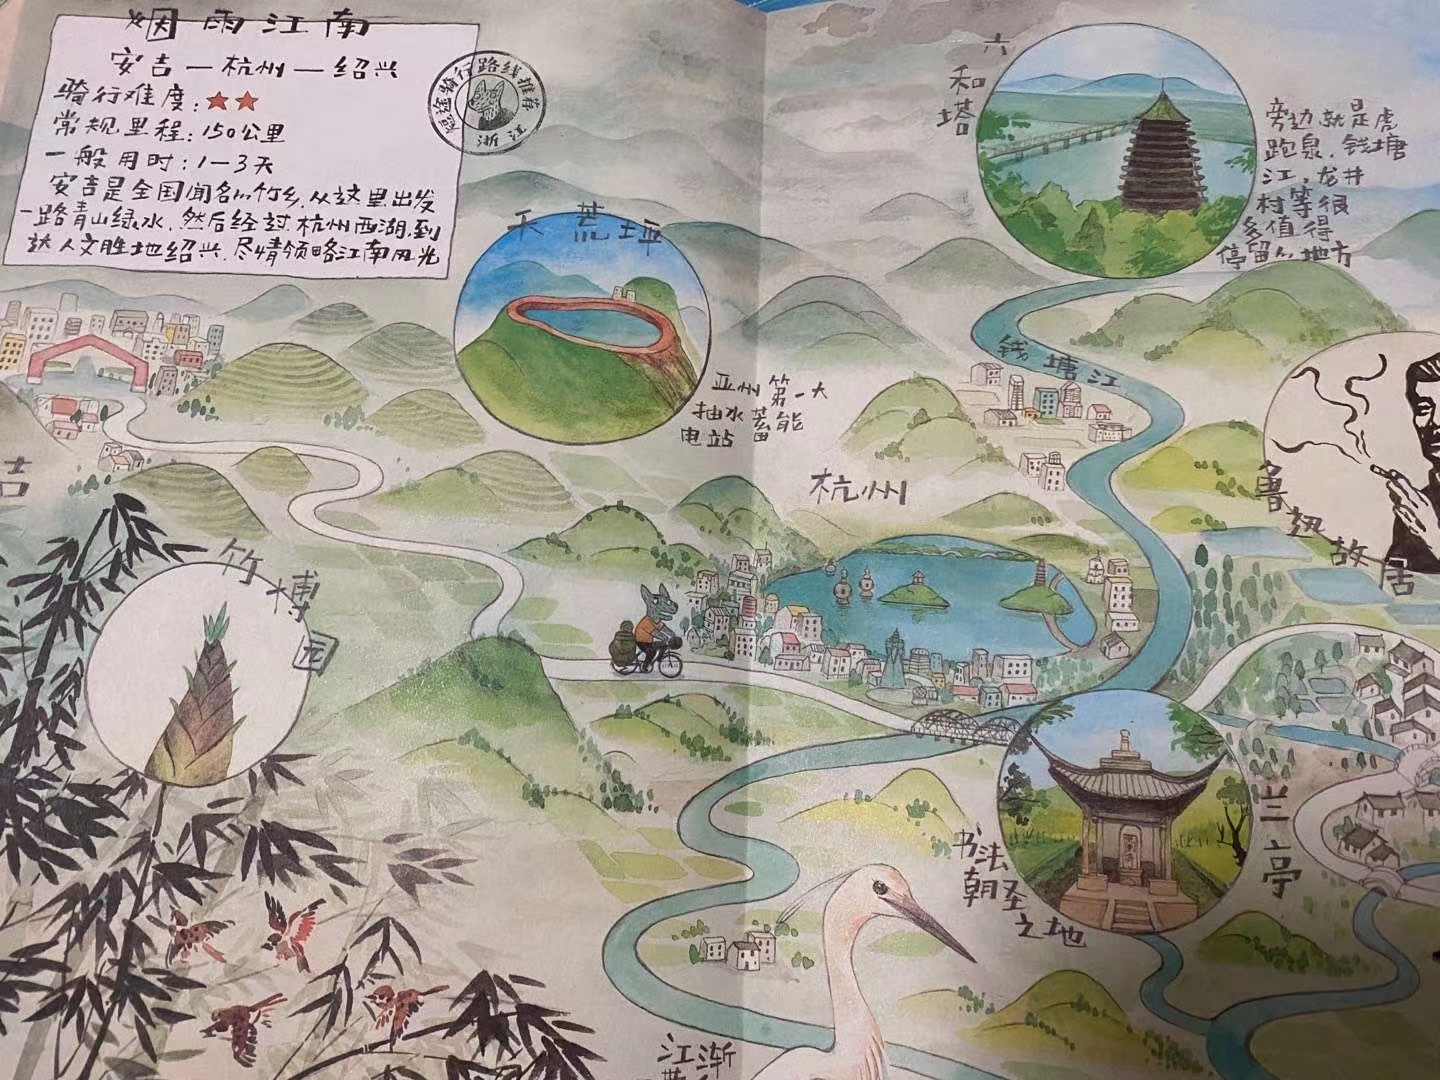 烟雨江南
安吉—杭州—绍兴
骑行难度:★★
常规里程:150公里
一般用时:1—3天
安吉是全国闻名的竹乡,从这里出发
一路青山绿水,然后经过杭州西湖,到
达人文胜地绍兴,尽情领略江南风光
短途骑行路线推荐
浙江
六和塔
旁边就是虎
跑泉,钱塘
江,龙井
村等很
多值得
停留的地方
天荒坪
亚州第一大
抽水蓄能
电站
钱塘江
杭州
鲁迅故居
吉
竹博园
兰亭
书法
朝圣
之地
江浙